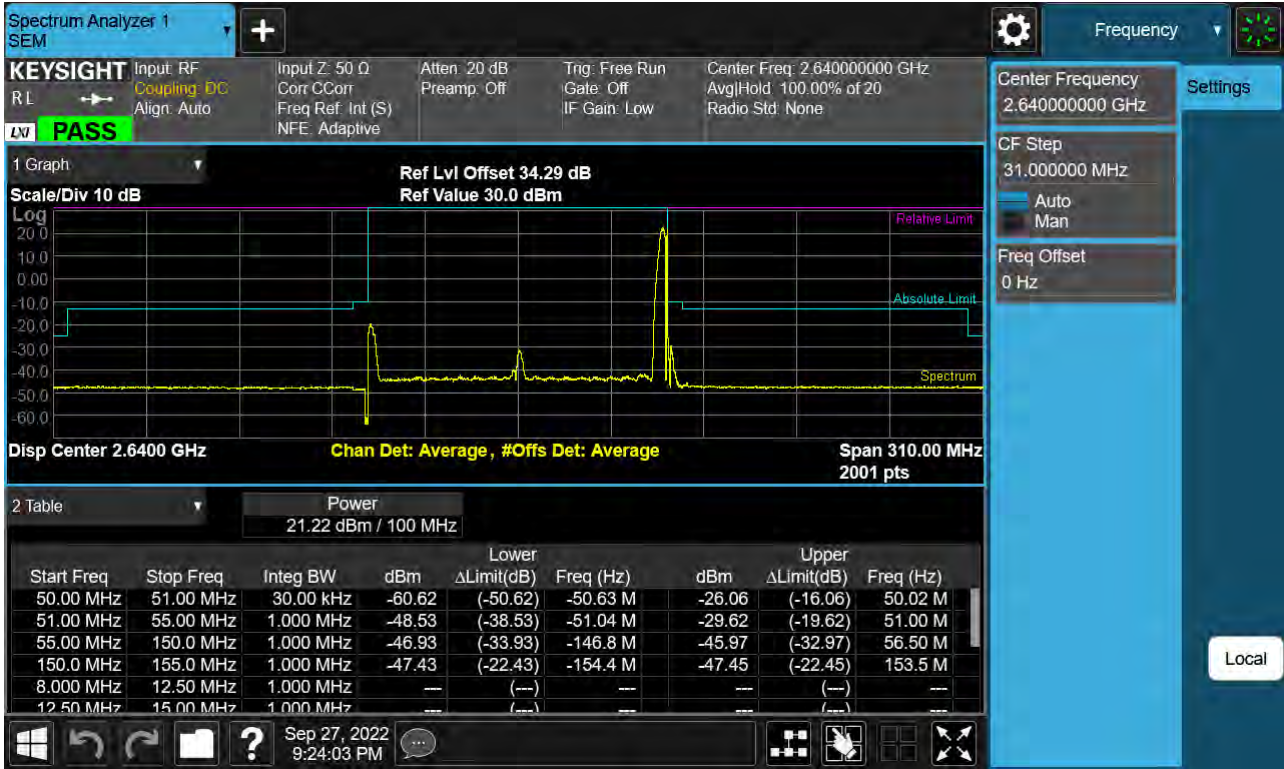 Spectrum Analyzer 1
SEM
Frequency
KEYSIGHT
R L
LXI PASS
Input: RF
Coupling: DC
Align: Auto
Input Z: 50 Ω
Corr CCorr
Freq Ref: Int (S)
NFE: Adaptive
Atten: 20 dB
Preamp: Off
Trig: Free Run
Gate: Off
IF Gain: Low
Center Freq: 2.640000000 GHz
Avg|Hold: 100.00% of 20
Radio Std: None
Center Frequency
2.640000000 GHz
Settings
CF Step
31.000000 MHz
Auto
Man
Freq Offset
0 Hz
Local
1 Graph
Scale/Div 10 dB
Ref Lvl Offset 34.29 dB
Ref Value 30.0 dBm
Log
20.0
10.0
0.00
-10.0
-20.0
-30.0
-40.0
-50.0
-60.0
Relative Limit
Absolute Limit
Spectrum
Disp Center 2.6400 GHz
Chan Det: Average , #Offs Det: Average
Span 310.00 MHz
2001 pts
2 Table
Power
21.22 dBm / 100 MHz
Lower Upper
Start Freq Stop Freq Integ BW dBm ΔLimit(dB) Freq (Hz) dBm ΔLimit(dB) Freq (Hz)
50.00 MHz 51.00 MHz 30.00 kHz -60.62 (-50.62) -50.63 M -26.06 (-16.06) 50.02 M
51.00 MHz 55.00 MHz 1.000 MHz -48.53 (-38.53) -51.04 M -29.62 (-19.62) 51.00 M
55.00 MHz 150.0 MHz 1.000 MHz -46.93 (-33.93) -146.8 M -45.97 (-32.97) 56.50 M
150.0 MHz 155.0 MHz 1.000 MHz -47.43 (-22.43) -154.4 M -47.45 (-22.45) 153.5 M
8.000 MHz 12.50 MHz 1.000 MHz --- (---) --- --- (---) ---
12.50 MHz 15.00 MHz 1.000 MHz --- (---) --- --- (---) ---
Sep 27, 2022
9:24:03 PM